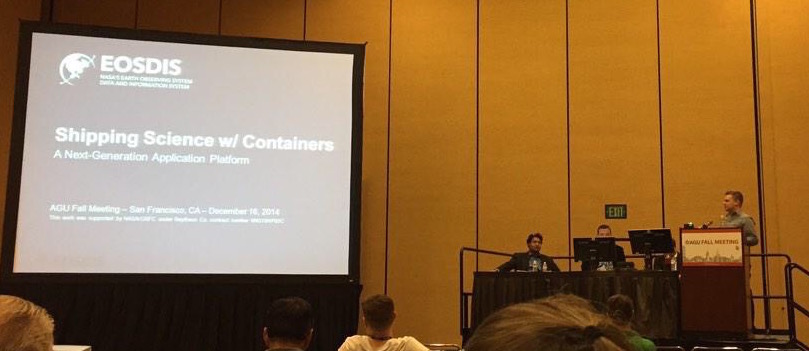 EOSDIS
NASA'S EARTH OBSERVING SYSTEM
DATA AND INFORMATION SYSTEM
Shipping Science w/ Containers
A Next-Generation Application Platform
AGU Fall Meeting – San Francisco, CA – December 16, 2014
This work was supported by NASA/GSFC under Raytheon Co. contract number
EXIT
@AGU FALL MEETING